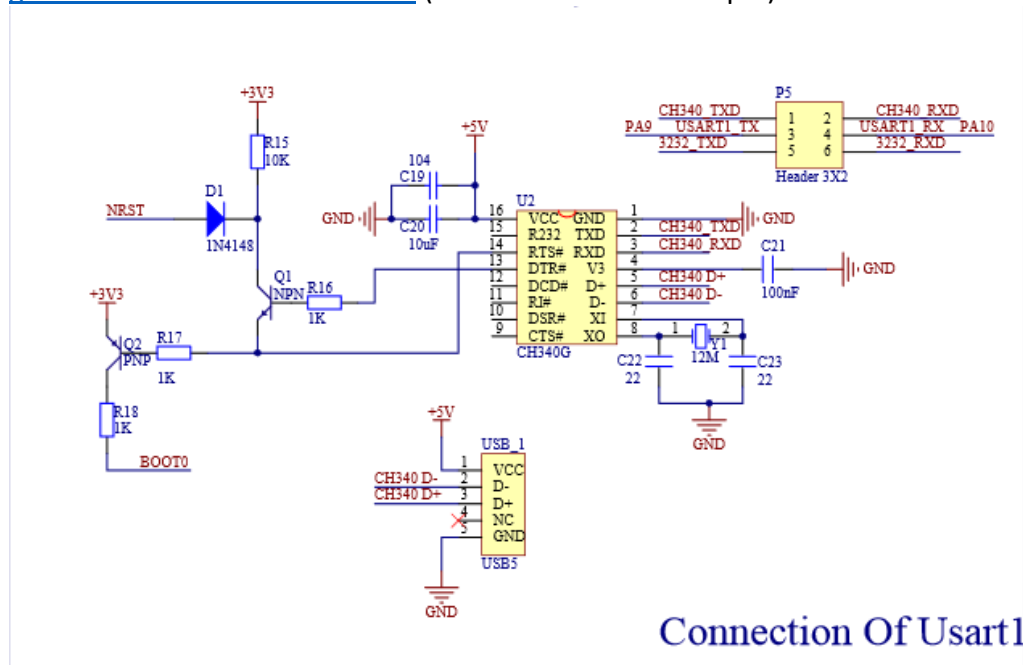 +3V3
R15
10K
D1
NRST
1N4148
Q1
NPN
R16
1K
+3V3
Q2
PNP
R17
1K
R18
1K
BOOT0
+5V
104
C19
GND
C20
10uF
U2
16 VCC GND 1 GND
15 R232 TXD 2 CH340_TXD
14 RTS# RXD 3 CH340_RXD
13 DTR# V3 4
12 DCD# D+ 5 CH340 D+
11 RI# D- 6 CH340 D-
10 DSR# XI 7
9 CTS# XO 8
CH340G
C21
100nF
GND
1 2
Y1
12M
C22
22
C23
22
GND
P5
CH340_TXD 1 2 CH340_RXD
PA9 USART1_TX 3 4 USART1_RX PA10
3232_TXD 5 6 3232_RXD
Header 3X2
+5V
USB_1
1 VCC
CH340 D- 2 D-
CH340 D+ 3 D+
4 NC
5 GND
USB5
GND
Connection Of Usart1